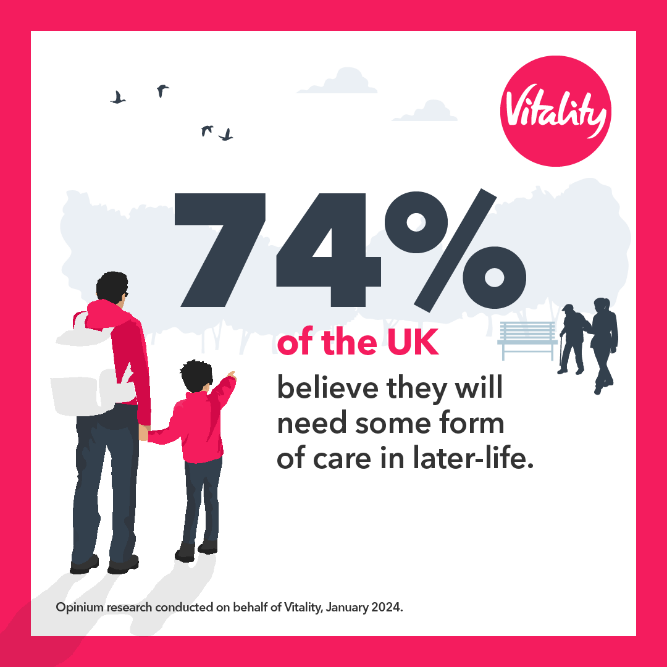 Vitality
74%
of the UK
believe they will
need some form
of care in later-life.
Opinium research conducted on behalf of Vitality, January 2024.